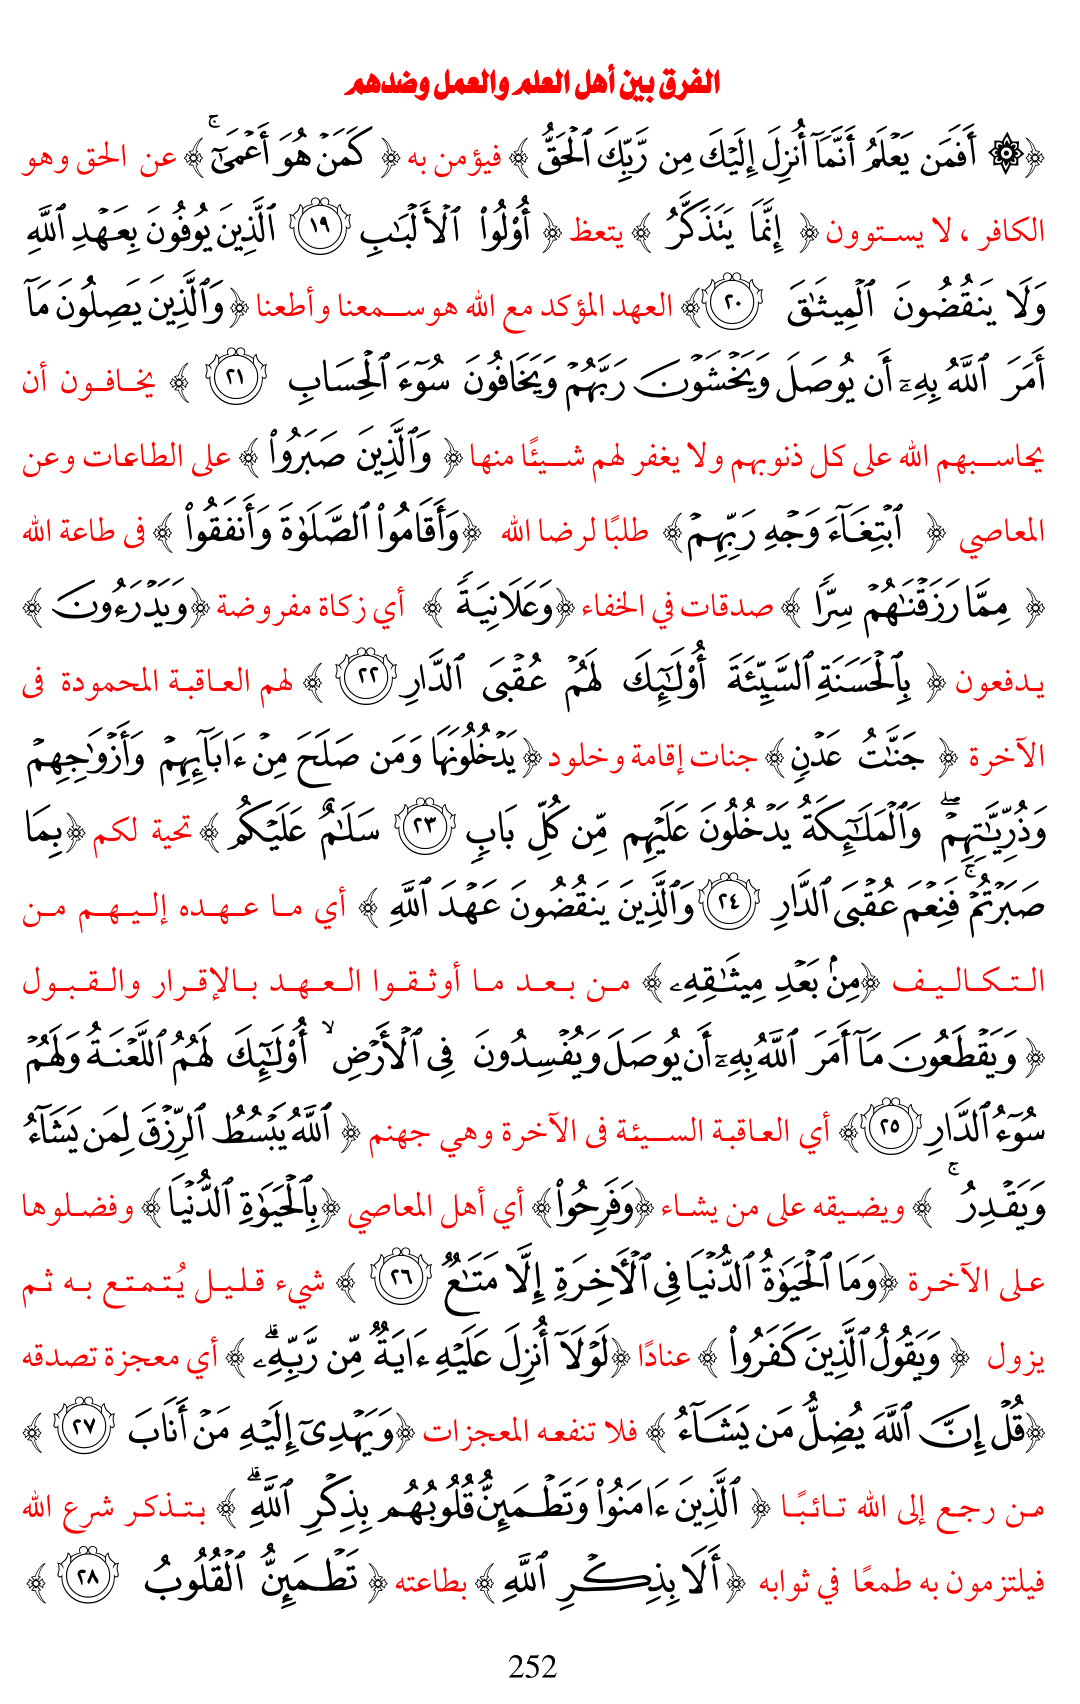 الفرق بين أهل العلم والعمل وضدهم
﴿ ۞ أَفَمَن يَعْلَمُ أَنَّمَآ أُنزِلَ إِلَيْكَ مِن رَّبِّكَ ٱلْحَقُّ ﴾ فيؤمن به ﴿ كَمَنْ هُوَ أَعْمَىٰٓ ۚ ﴾ عن الحق وهو
الكافر ، لا يستوون ﴿ إِنَّمَا يَتَذَكَّرُ ﴾ يتعظ ﴿ أُو۟لُوا۟ ٱلْأَلْبَـٰبِ ١٩ ٱلَّذِينَ يُوفُونَ بِعَهْدِ ٱللَّهِ
وَلَا يَنقُضُونَ ٱلْمِيثَـٰقَ ٢٠ ﴾ العهد المؤكد مع الله هو سمعنا وأطعنا ﴿ وَٱلَّذِينَ يَصِلُونَ مَآ
أَمَرَ ٱللَّهُ بِهِۦٓ أَن يُوصَلَ وَيَخْشَوْنَ رَبَّهُمْ وَيَخَافُونَ سُوٓءَ ٱلْحِسَابِ ٢١ ﴾ يخافون أن
يحاسبهم الله على كل ذنوبهم ولا يغفر لهم شيئًا منها ﴿ وَٱلَّذِينَ صَبَرُوا۟ ﴾ على الطاعات وعن
المعاصي ﴿ ٱبْتِغَآءَ وَجْهِ رَبِّهِمْ ﴾ طلبًا لرضا الله ﴿ وَأَقَامُوا۟ ٱلصَّلَوٰةَ وَأَنفَقُوا۟ ﴾ فى طاعة الله
﴿ مِمَّا رَزَقْنَـٰهُمْ سِرًّا ﴾ صدقات في الخفاء ﴿ وَعَلَانِيَةً ﴾ أي زكاة مفروضة ﴿ وَيَدْرَءُونَ ﴾
يدفعون ﴿ بِٱلْحَسَنَةِ ٱلسَّيِّئَةَ أُو۟لَـٰٓئِكَ لَهُمْ عُقْبَى ٱلدَّارِ ٢٢ ﴾ لهم العاقبة المحمودة فى
الآخرة ﴿ جَنَّـٰتُ عَدْنٍ ﴾ جنات إقامة وخلود ﴿ يَدْخُلُونَهَا وَمَن صَلَحَ مِنْ ءَابَآئِهِمْ وَأَزْوَٰجِهِمْ
وَذُرِّيَّـٰتِهِمْ ۖ وَٱلْمَلَـٰٓئِكَةُ يَدْخُلُونَ عَلَيْهِم مِّن كُلِّ بَابٍ ٢٣ سَلَـٰمٌ عَلَيْكُم ﴾ تحية لكم ﴿ بِمَا
صَبَرْتُمْ ۚ فَنِعْمَ عُقْبَى ٱلدَّارِ ٢٤ وَٱلَّذِينَ يَنقُضُونَ عَهْدَ ٱللَّهِ ﴾ أي ما عهده إليهم من
التكاليف ﴿ مِنۢ بَعْدِ مِيثَـٰقِهِۦ ﴾ من بعد ما أوثقوا العهد بالإقرار والقبول
﴿ وَيَقْطَعُونَ مَآ أَمَرَ ٱللَّهُ بِهِۦٓ أَن يُوصَلَ وَيُفْسِدُونَ فِى ٱلْأَرْضِ ۙ أُو۟لَـٰٓئِكَ لَهُمُ ٱللَّعْنَةُ وَلَهُمْ
سُوٓءُ ٱلدَّارِ ٢٥ ﴾ أي العاقبة السيئة فى الآخرة وهي جهنم ﴿ ٱللَّهُ يَبْسُطُ ٱلرِّزْقَ لِمَن يَشَآءُ
وَيَقْدِرُ ۚ ﴾ ويضيقه على من يشاء ﴿ وَفَرِحُوا۟ ﴾ أي أهل المعاصي ﴿ بِٱلْحَيَوٰةِ ٱلدُّنْيَا ﴾ وفضلوها
على الآخرة ﴿ وَمَا ٱلْحَيَوٰةُ ٱلدُّنْيَا فِى ٱلْـَٔاخِرَةِ إِلَّا مَتَـٰعٌ ٢٦ ﴾ شيء قليل يُتمتع به ثم
يزول ﴿ وَيَقُولُ ٱلَّذِينَ كَفَرُوا۟ ﴾ عنادًا ﴿ لَوْلَآ أُنزِلَ عَلَيْهِ ءَايَةٌ مِّن رَّبِّهِۦ ۗ ﴾ أي معجزة تصدقه
﴿ قُلْ إِنَّ ٱللَّهَ يُضِلُّ مَن يَشَآءُ ﴾ فلا تنفعه المعجزات ﴿ وَيَهْدِىٓ إِلَيْهِ مَنْ أَنَابَ ٢٧ ﴾
من رجع إلى الله تائبًا ﴿ ٱلَّذِينَ ءَامَنُوا۟ وَتَطْمَئِنُّ قُلُوبُهُم بِذِكْرِ ٱللَّهِ ۗ ﴾ بتذكر شرع الله
فيلتزمون به طمعًا في ثوابه ﴿ أَلَا بِذِكْرِ ٱللَّهِ ﴾ بطاعته ﴿ تَطْمَئِنُّ ٱلْقُلُوبُ ٢٨ ﴾
252